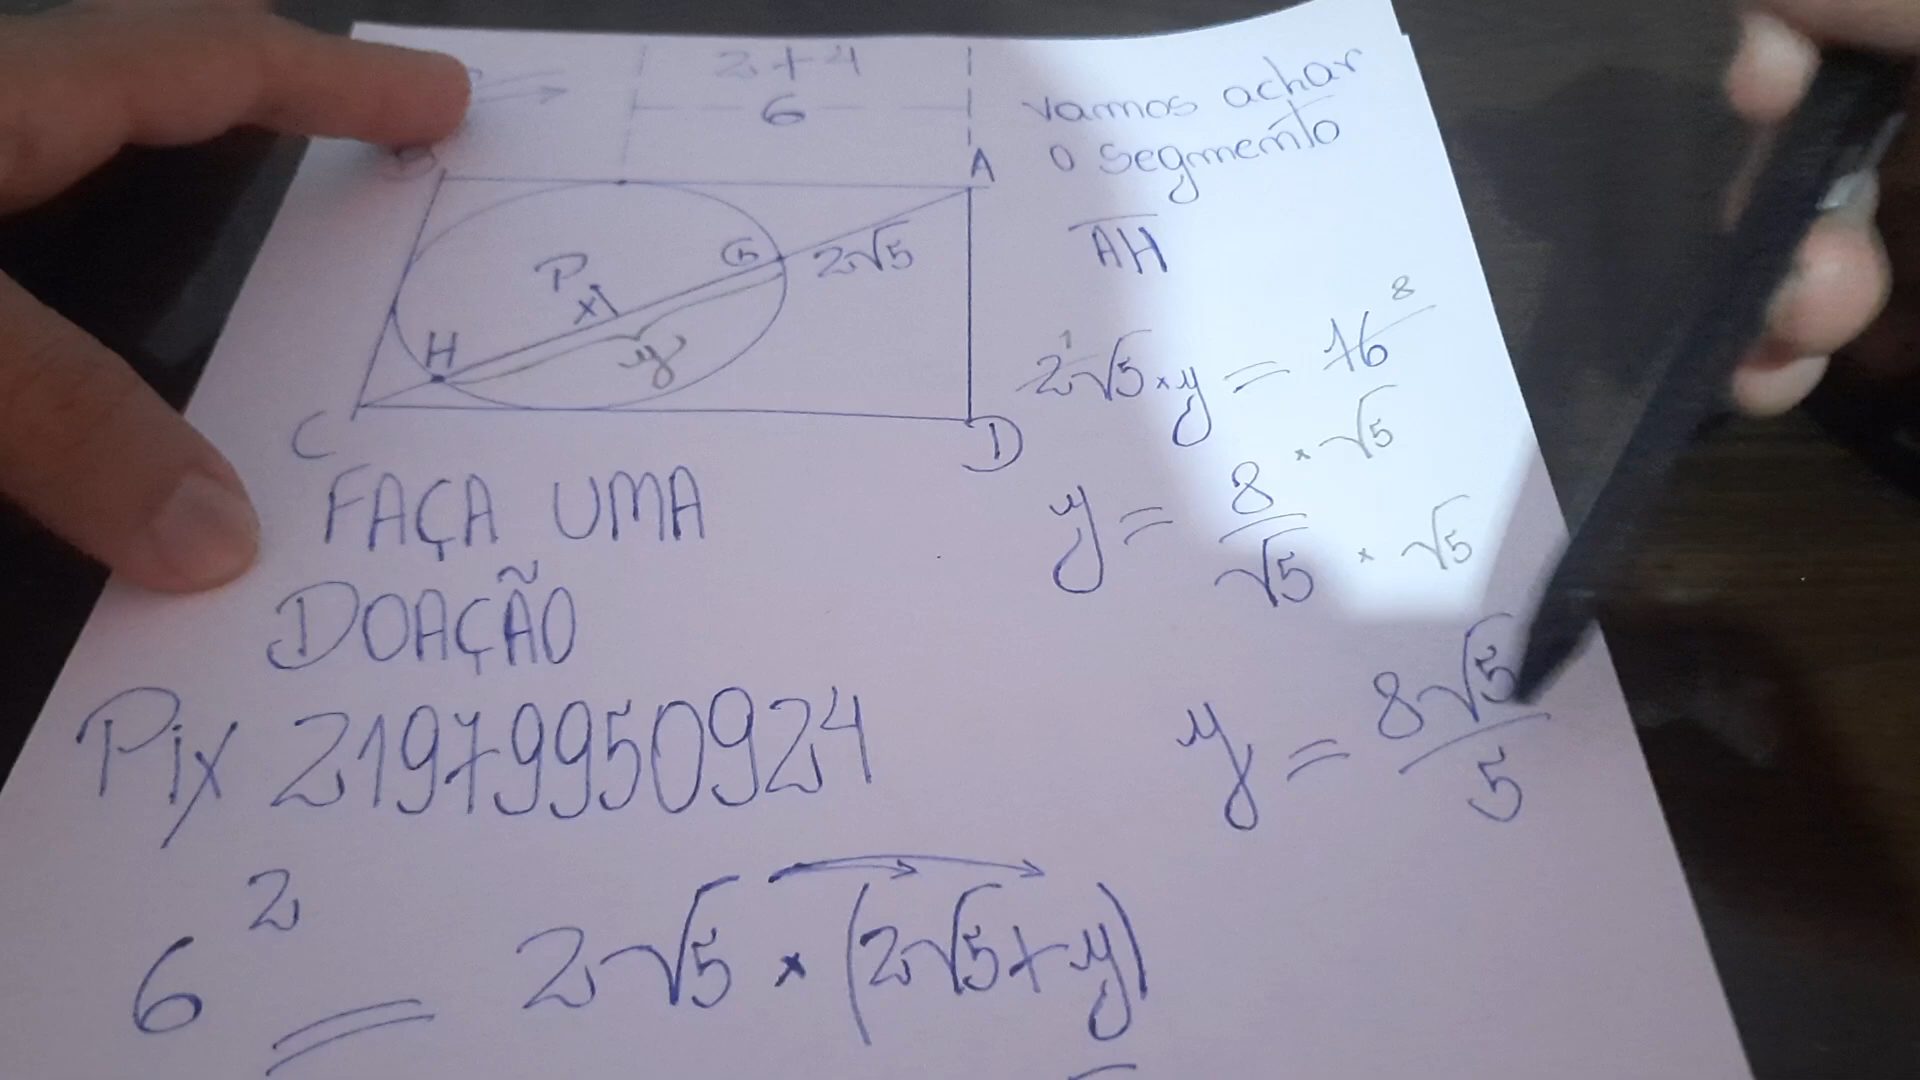 2+4
6
Vamos achar
o segmento
A
AH
G
2√5
P
x
H
y
C
D
2√5 × y = 16
1
8
y = 8 × √5
√5 × √5
y = 8√5
5
FAÇA UMA
DOAÇÃO
Pix 21979950924
6² = 2√5 × (2√5+y)